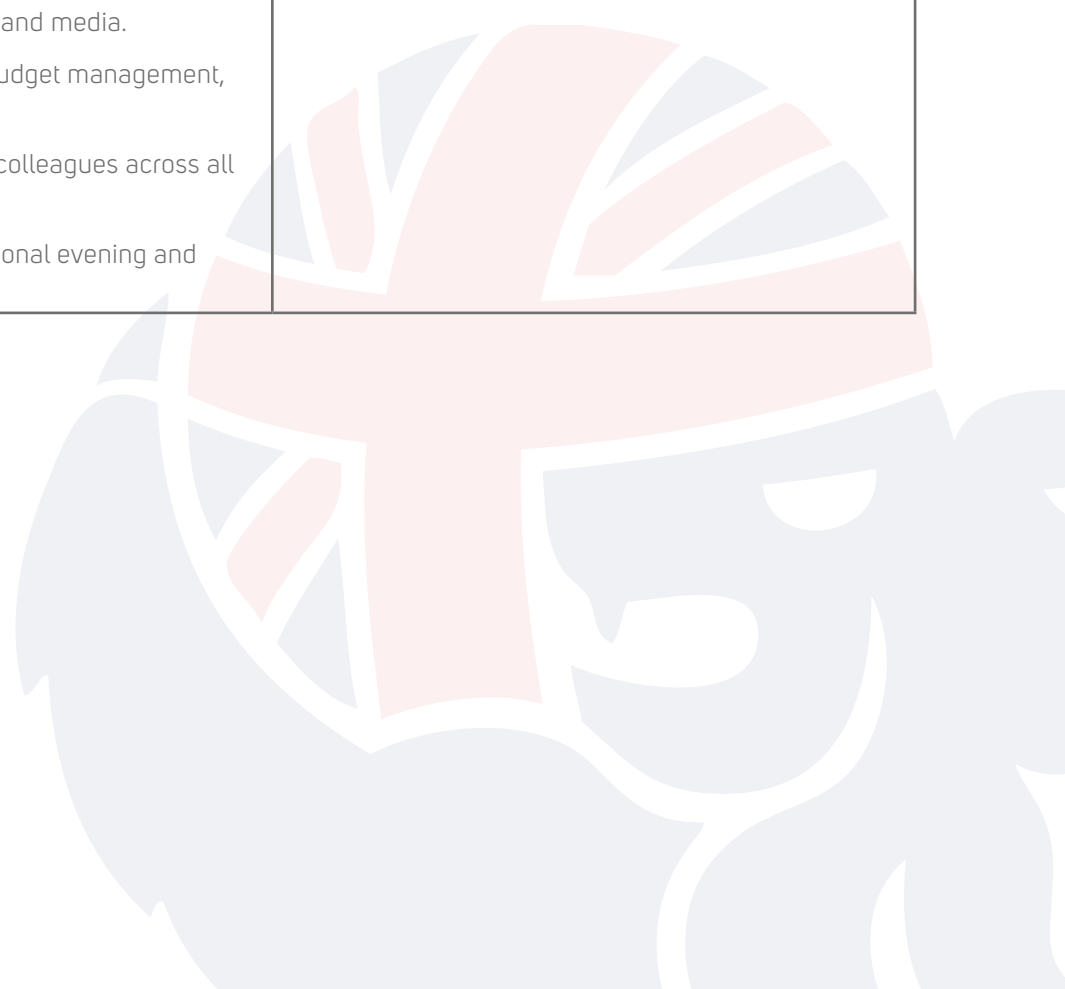 and media.
udget management,
colleagues across all
onal evening and